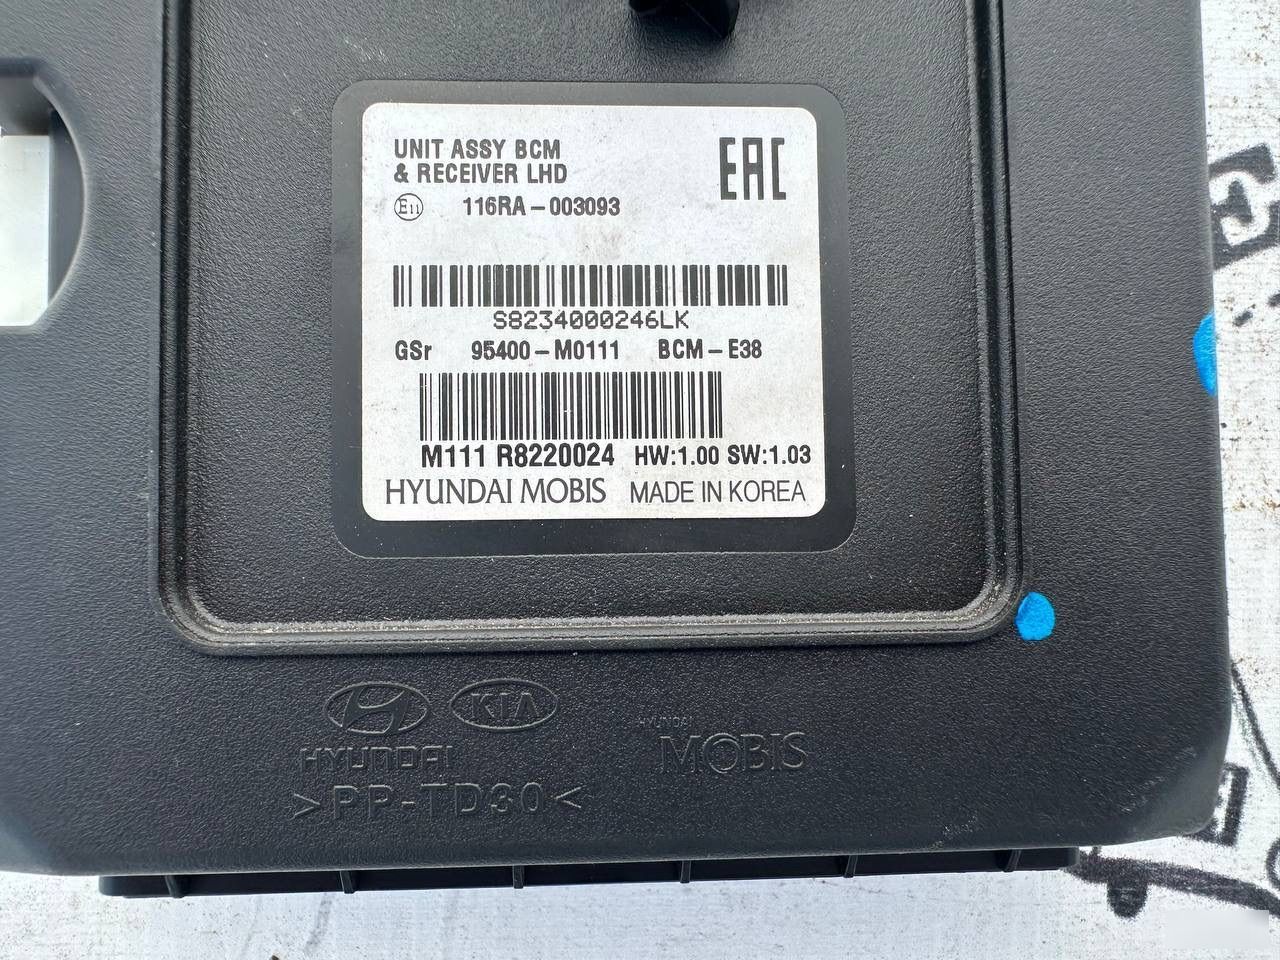 UNIT ASSY BCM
& RECEIVER LHD
EAC
E11 116RA-003093
S8234000246LK
GSr 95400-M0111 BCM-E38
M111 R8220024 HW:1.00 SW:1.03
HYUNDAI MOBIS MADE IN KOREA
KIA
HYUNDAI
HYUNDAI
MOBIS
>PP-TD30<